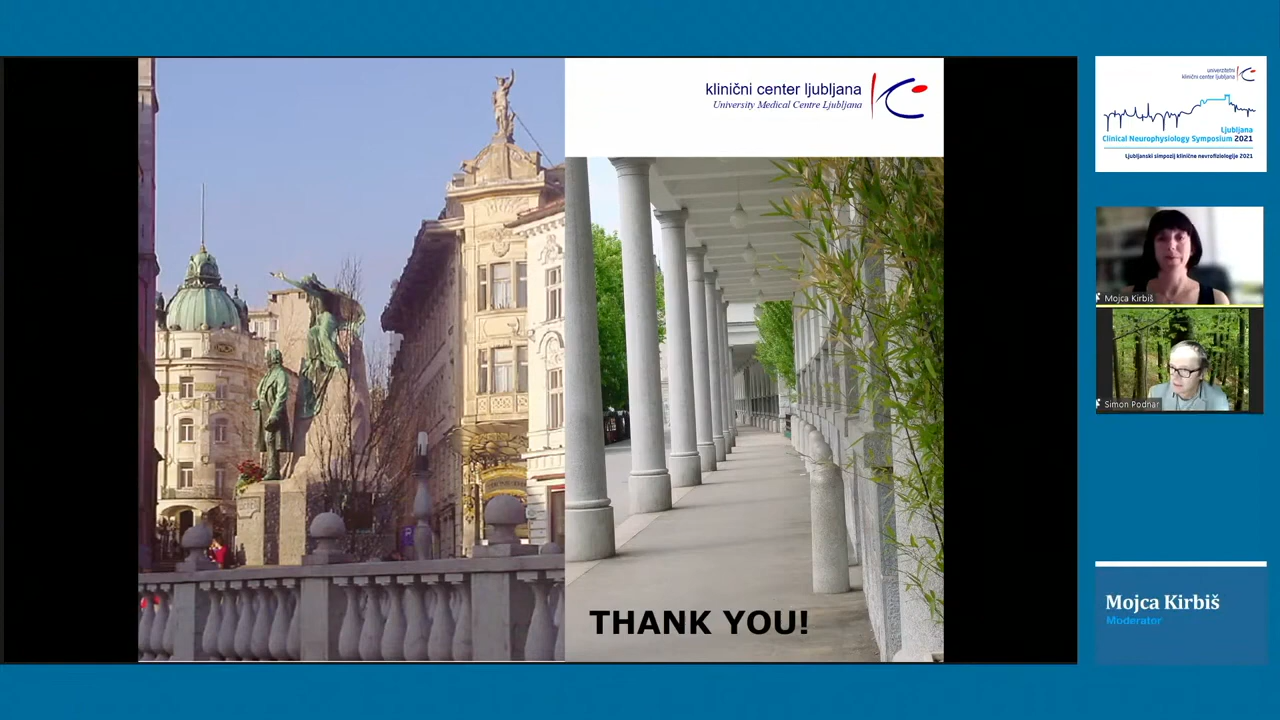 klinični center ljubljana
University Medical Centre Ljubljana
THANK YOU!
univerzitetni
klinični center ljubljana
Ljubljana
Clinical Neurophysiology Symposium 2021
Ljubljanski simpozij klinične nevrofiziologije 2021
Mojca Kirbiš
Simon Podnar
Mojca Kirbiš
Moderator